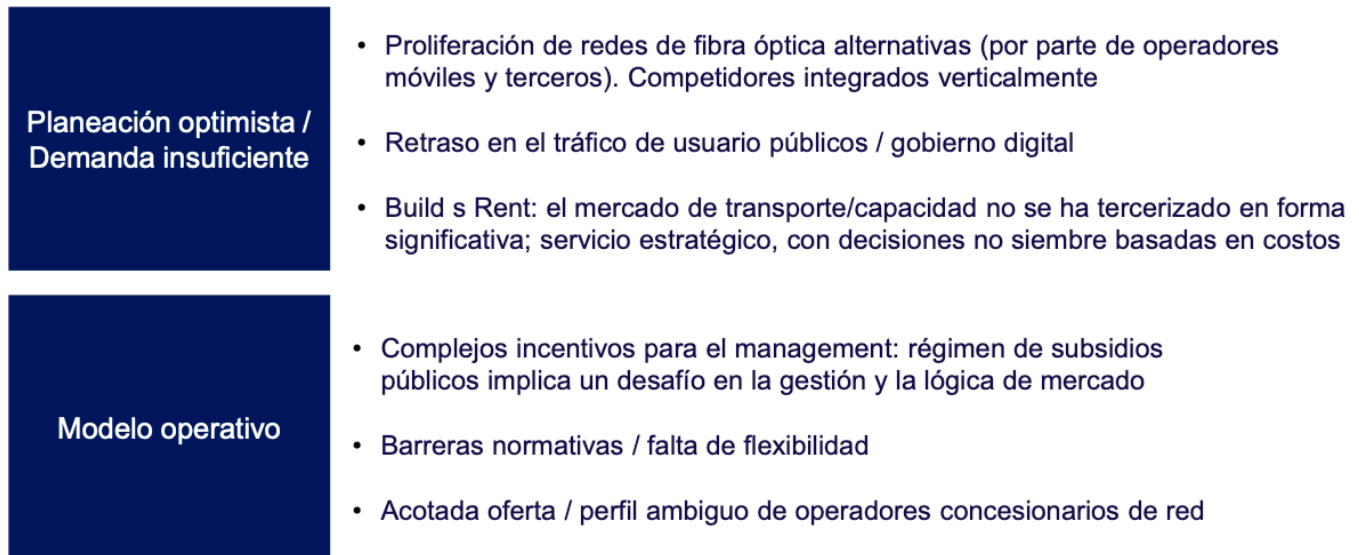 Planeación optimista /
Demanda insuficiente
• Proliferación de redes de fibra óptica alternativas (por parte de operadores
móviles y terceros). Competidores integrados verticalmente
• Retraso en el tráfico de usuario públicos / gobierno digital
• Build s Rent: el mercado de transporte/capacidad no se ha tercerizado en forma
significativa; servicio estratégico, con decisiones no siembre basadas en costos
Modelo operativo
• Complejos incentivos para el management: régimen de subsidios
públicos implica un desafío en la gestión y la lógica de mercado
• Barreras normativas / falta de flexibilidad
• Acotada oferta / perfil ambiguo de operadores concesionarios de red